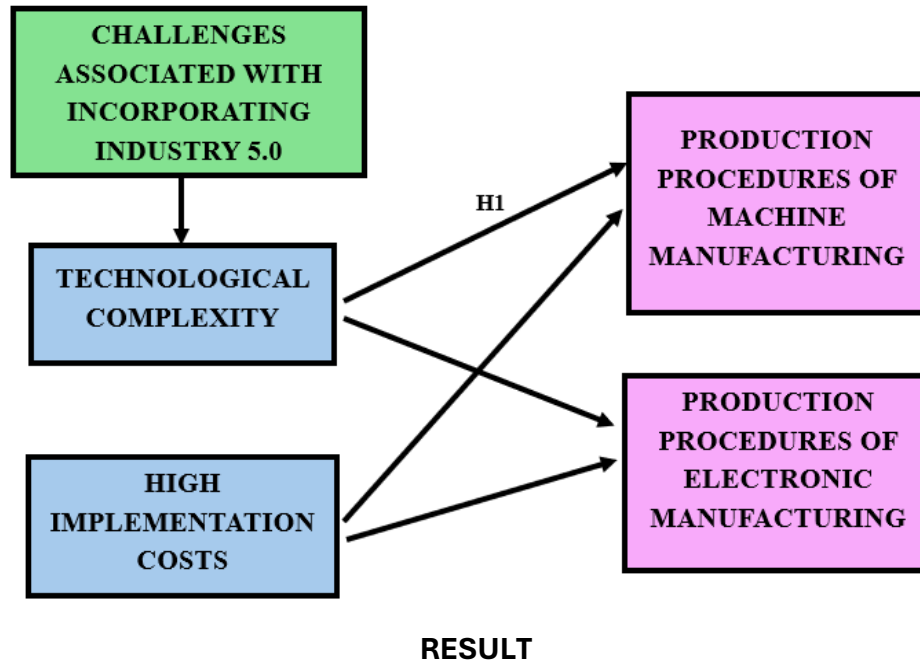 CHALLENGES
ASSOCIATED WITH
INCORPORATING
INDUSTRY 5.0
TECHNOLOGICAL
COMPLEXITY
HIGH
IMPLEMENTATION
COSTS
H1
PRODUCTION
PROCEDURES OF
MACHINE
MANUFACTURING
PRODUCTION
PROCEDURES OF
ELECTRONIC
MANUFACTURING
RESULT